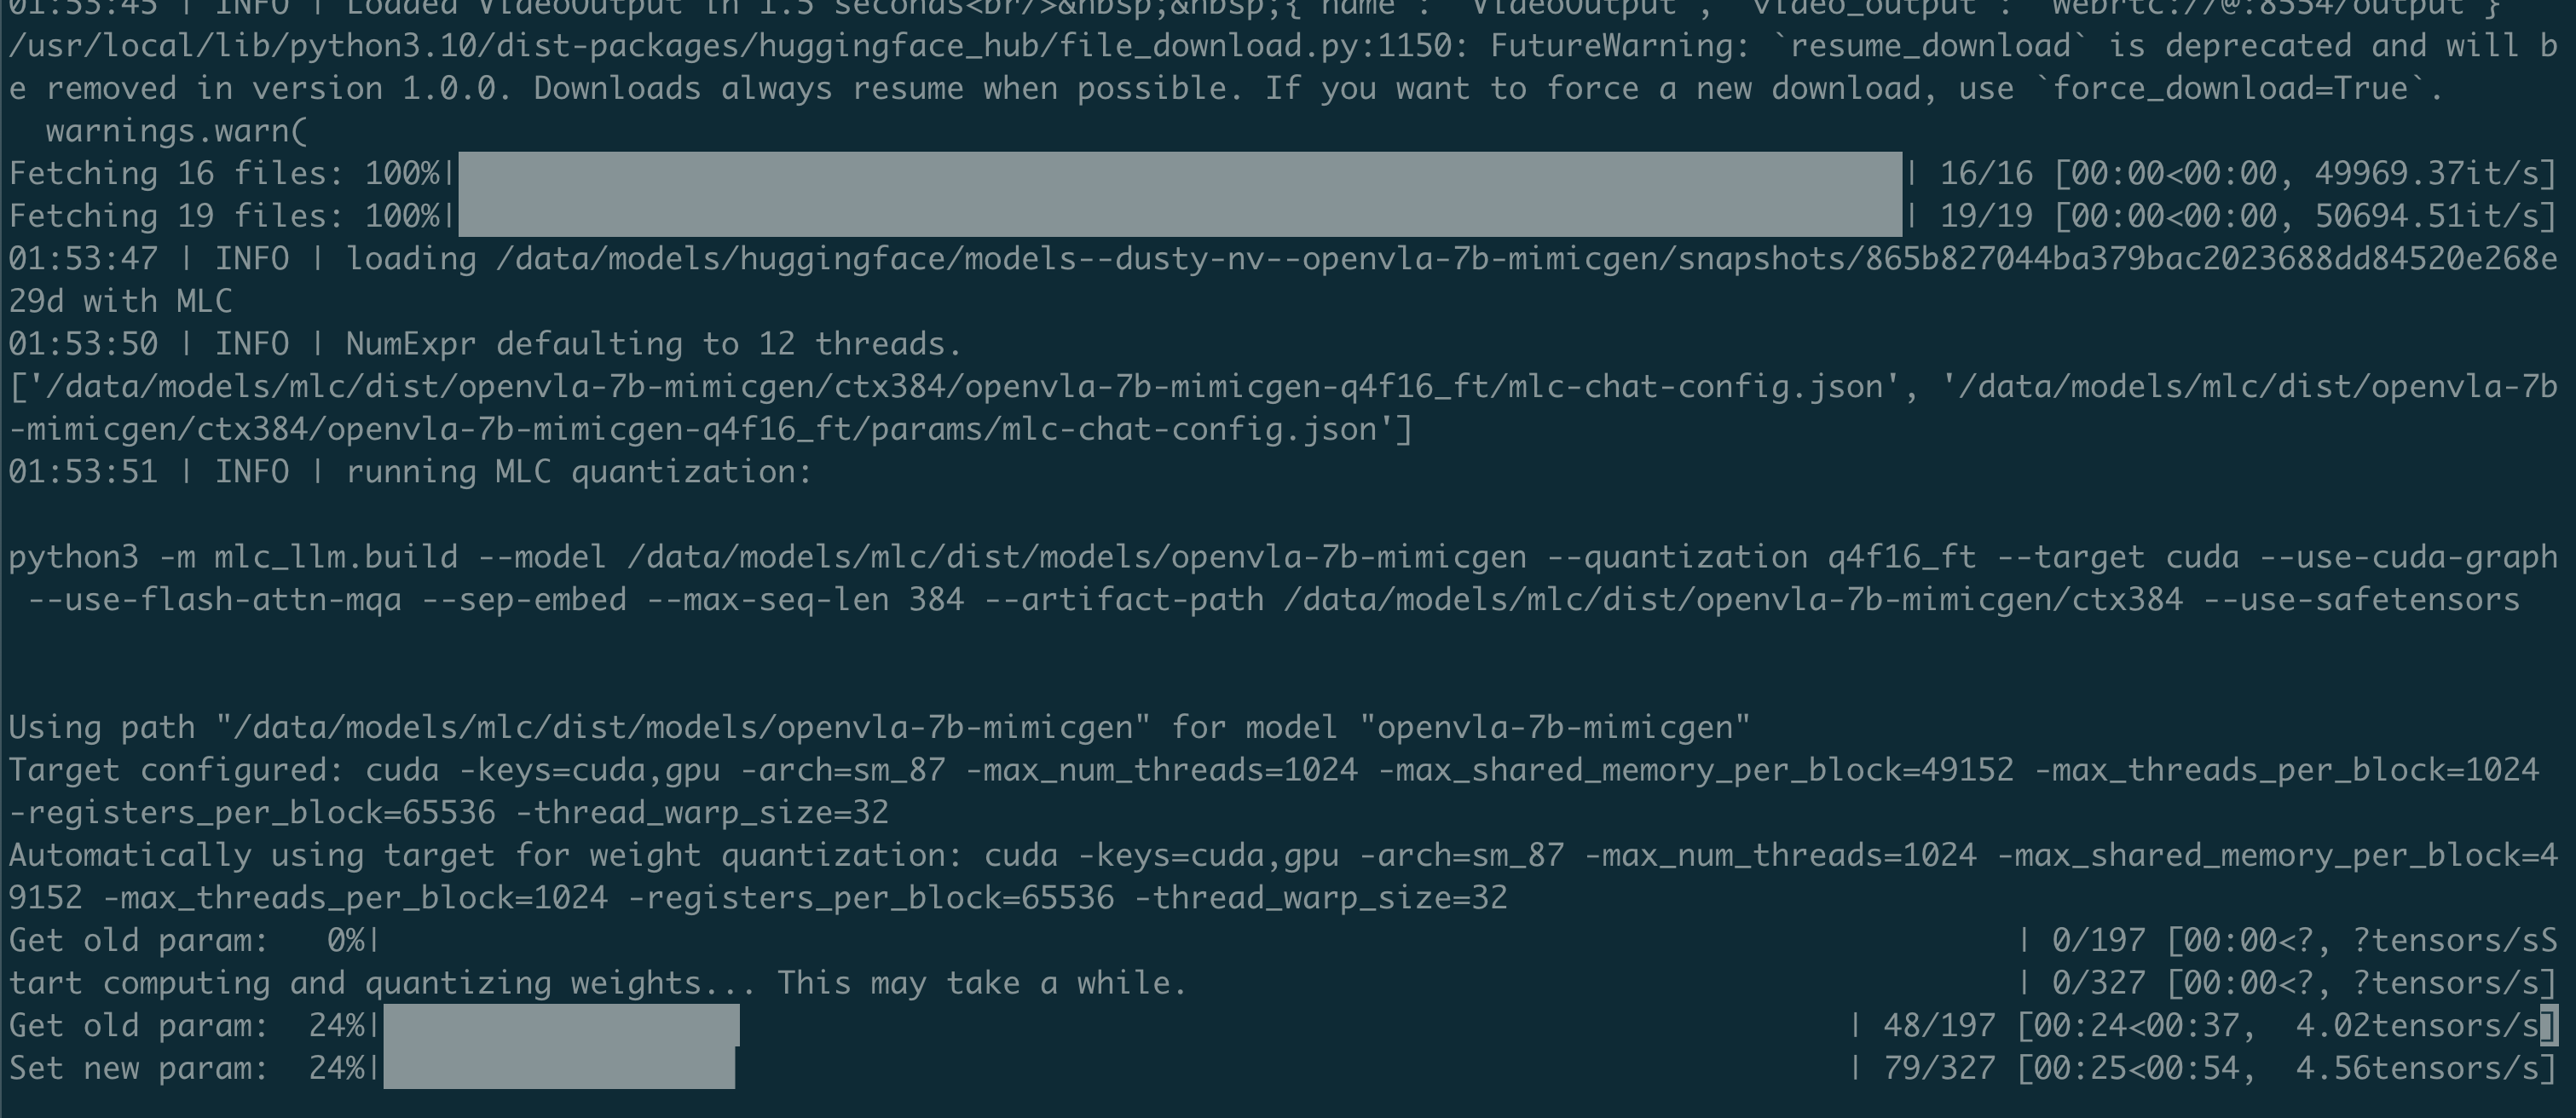 01:53:45 | INFO | Loaded VideoOutput in 1.5 seconds<br/>&nbsp;&nbsp;{'name': 'VideoOutput', 'video_output': 'webrtc://@:8554/output'}
/usr/local/lib/python3.10/dist-packages/huggingface_hub/file_download.py:1150: FutureWarning: `resume_download` is deprecated and will b
e removed in version 1.0.0. Downloads always resume when possible. If you want to force a new download, use `force_download=True`.
  warnings.warn(
Fetching 16 files: 100%| | 16/16 [00:00<00:00, 49969.37it/s]
Fetching 19 files: 100%| | 19/19 [00:00<00:00, 50694.51it/s]
01:53:47 | INFO | loading /data/models/huggingface/models--dusty-nv--openvla-7b-mimicgen/snapshots/865b827044ba379bac2023688dd84520e268e
29d with MLC
01:53:50 | INFO | NumExpr defaulting to 12 threads.
['/data/models/mlc/dist/openvla-7b-mimicgen/ctx384/openvla-7b-mimicgen-q4f16_ft/mlc-chat-config.json', '/data/models/mlc/dist/openvla-7b
-mimicgen/ctx384/openvla-7b-mimicgen-q4f16_ft/params/mlc-chat-config.json']
01:53:51 | INFO | running MLC quantization:
python3 -m mlc_llm.build --model /data/models/mlc/dist/models/openvla-7b-mimicgen --quantization q4f16_ft --target cuda --use-cuda-graph
 --use-flash-attn-mqa --sep-embed --max-seq-len 384 --artifact-path /data/models/mlc/dist/openvla-7b-mimicgen/ctx384 --use-safetensors
Using path "/data/models/mlc/dist/models/openvla-7b-mimicgen" for model "openvla-7b-mimicgen"
Target configured: cuda -keys=cuda,gpu -arch=sm_87 -max_num_threads=1024 -max_shared_memory_per_block=49152 -max_threads_per_block=1024
-registers_per_block=65536 -thread_warp_size=32
Automatically using target for weight quantization: cuda -keys=cuda,gpu -arch=sm_87 -max_num_threads=1024 -max_shared_memory_per_block=4
9152 -max_threads_per_block=1024 -registers_per_block=65536 -thread_warp_size=32
Get old param:   0%| | 0/197 [00:00<?, ?tensors/sS
tart computing and quantizing weights... This may take a while. | 0/327 [00:00<?, ?tensors/s]
Get old param:  24%| | 48/197 [00:24<00:37,  4.02tensors/s]
Set new param:  24%| | 79/327 [00:25<00:54,  4.56tensors/s]